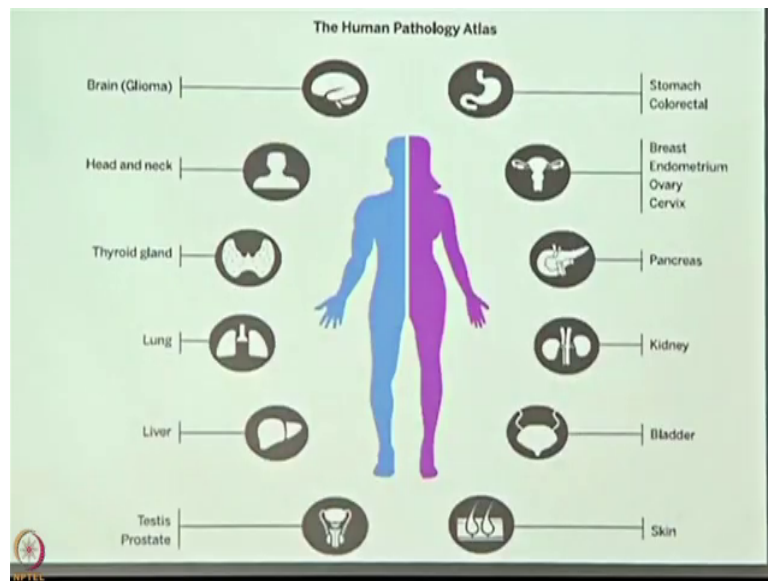 The Human Pathology Atlas
Brain (Glioma)
Head and neck
Thyroid gland
Lung
Liver
Testis
Prostate
Stomach
Colorectal
Breast
Endometrium
Ovary
Cervix
Pancreas
Kidney
Bladder
Skin
NPTEL